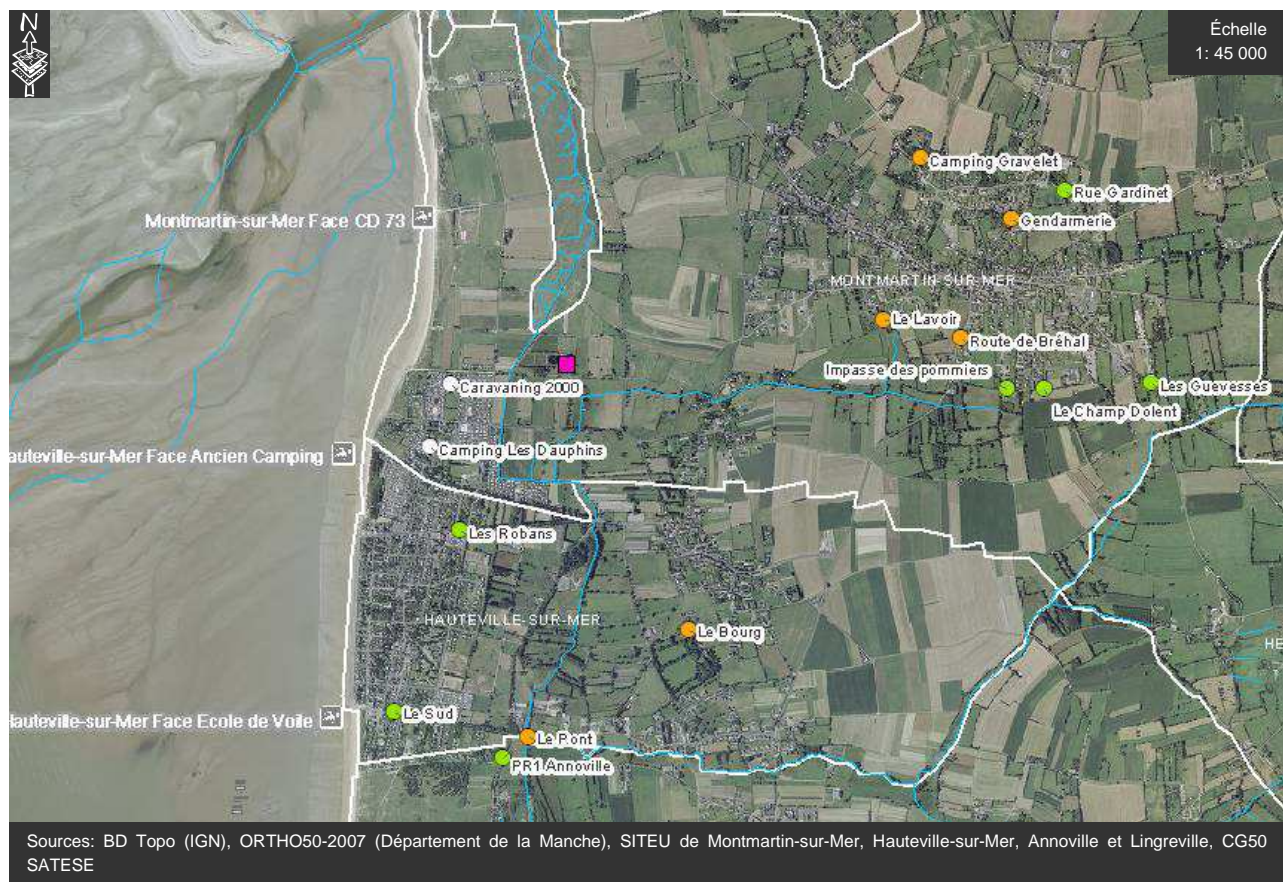 N
Échelle
1: 45 000
Camping Gravelet
Rue Gardinet
Montmartin-sur-Mer Face CD 73
Gendarmerie
MONTMARTIN-SUR-MER
Le Lavoir
Route de Bréhal
Impasse des pommiers
Caravaning 2000
Les Guevesses
Le Champ Dolent
auteville-sur-Mer Face Ancien Camping
Camping Les Dauphins
Les Robans
HAUTEVILLE-SUR-MER
Le Bourg
HE
Le Sud
Hauteville-sur-Mer Face Ecole de Voile
Le Pont
PR1 Annoville
Sources: BD Topo (IGN), ORTHO50-2007 (Département de la Manche), SITEU de Montmartin-sur-Mer, Hauteville-sur-Mer, Annoville et Lingreville, CG50
SATESE